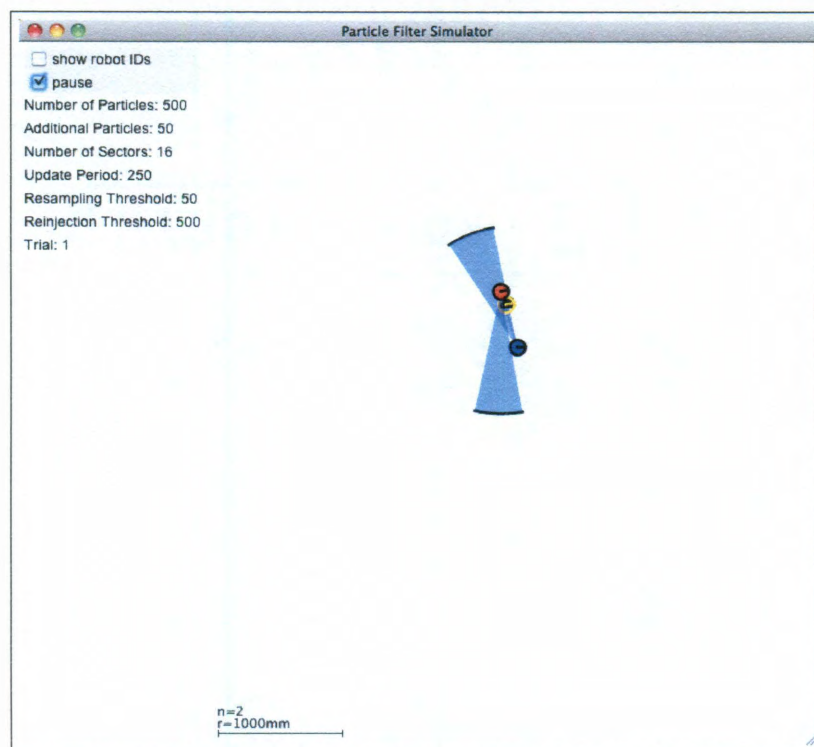 Particle Filter Simulator
show robot IDs
pause
Number of Particles: 500
Additional Particles: 50
Number of Sectors: 16
Update Period: 250
Resampling Threshold: 50
Reinjection Threshold: 500
Trial: 1
n=2
r=1000mm